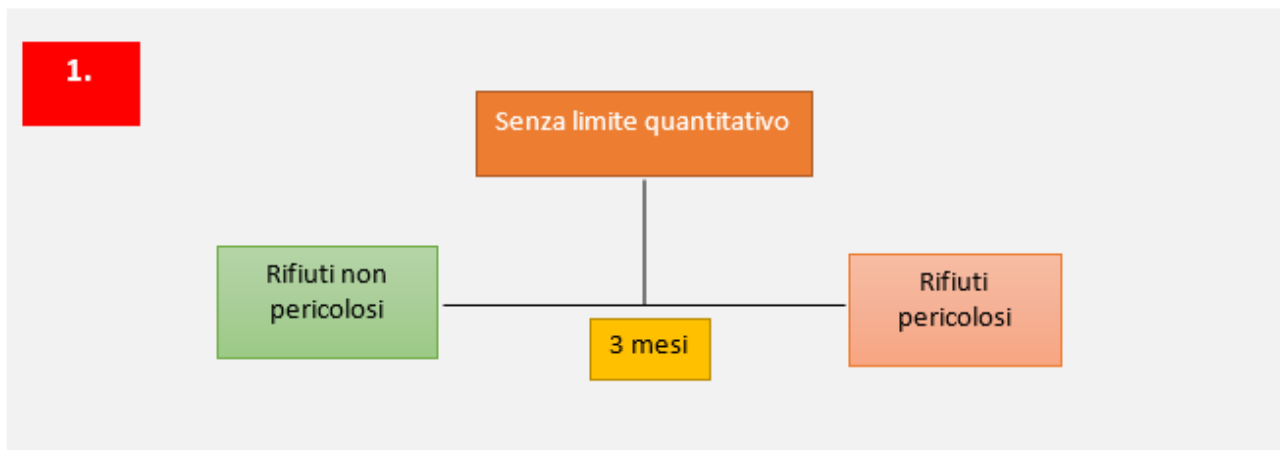 1.
Senza limite quantitativo
Rifiuti non
pericolosi
Rifiuti
pericolosi
3 mesi